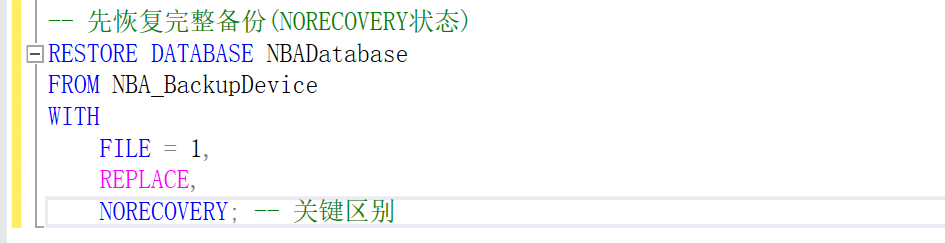 -- 先恢复完整备份(NORECOVERY状态)
RESTORE DATABASE NBADatabase
FROM NBA_BackupDevice
WITH
    FILE = 1,
    REPLACE,
    NORECOVERY; -- 关键区别